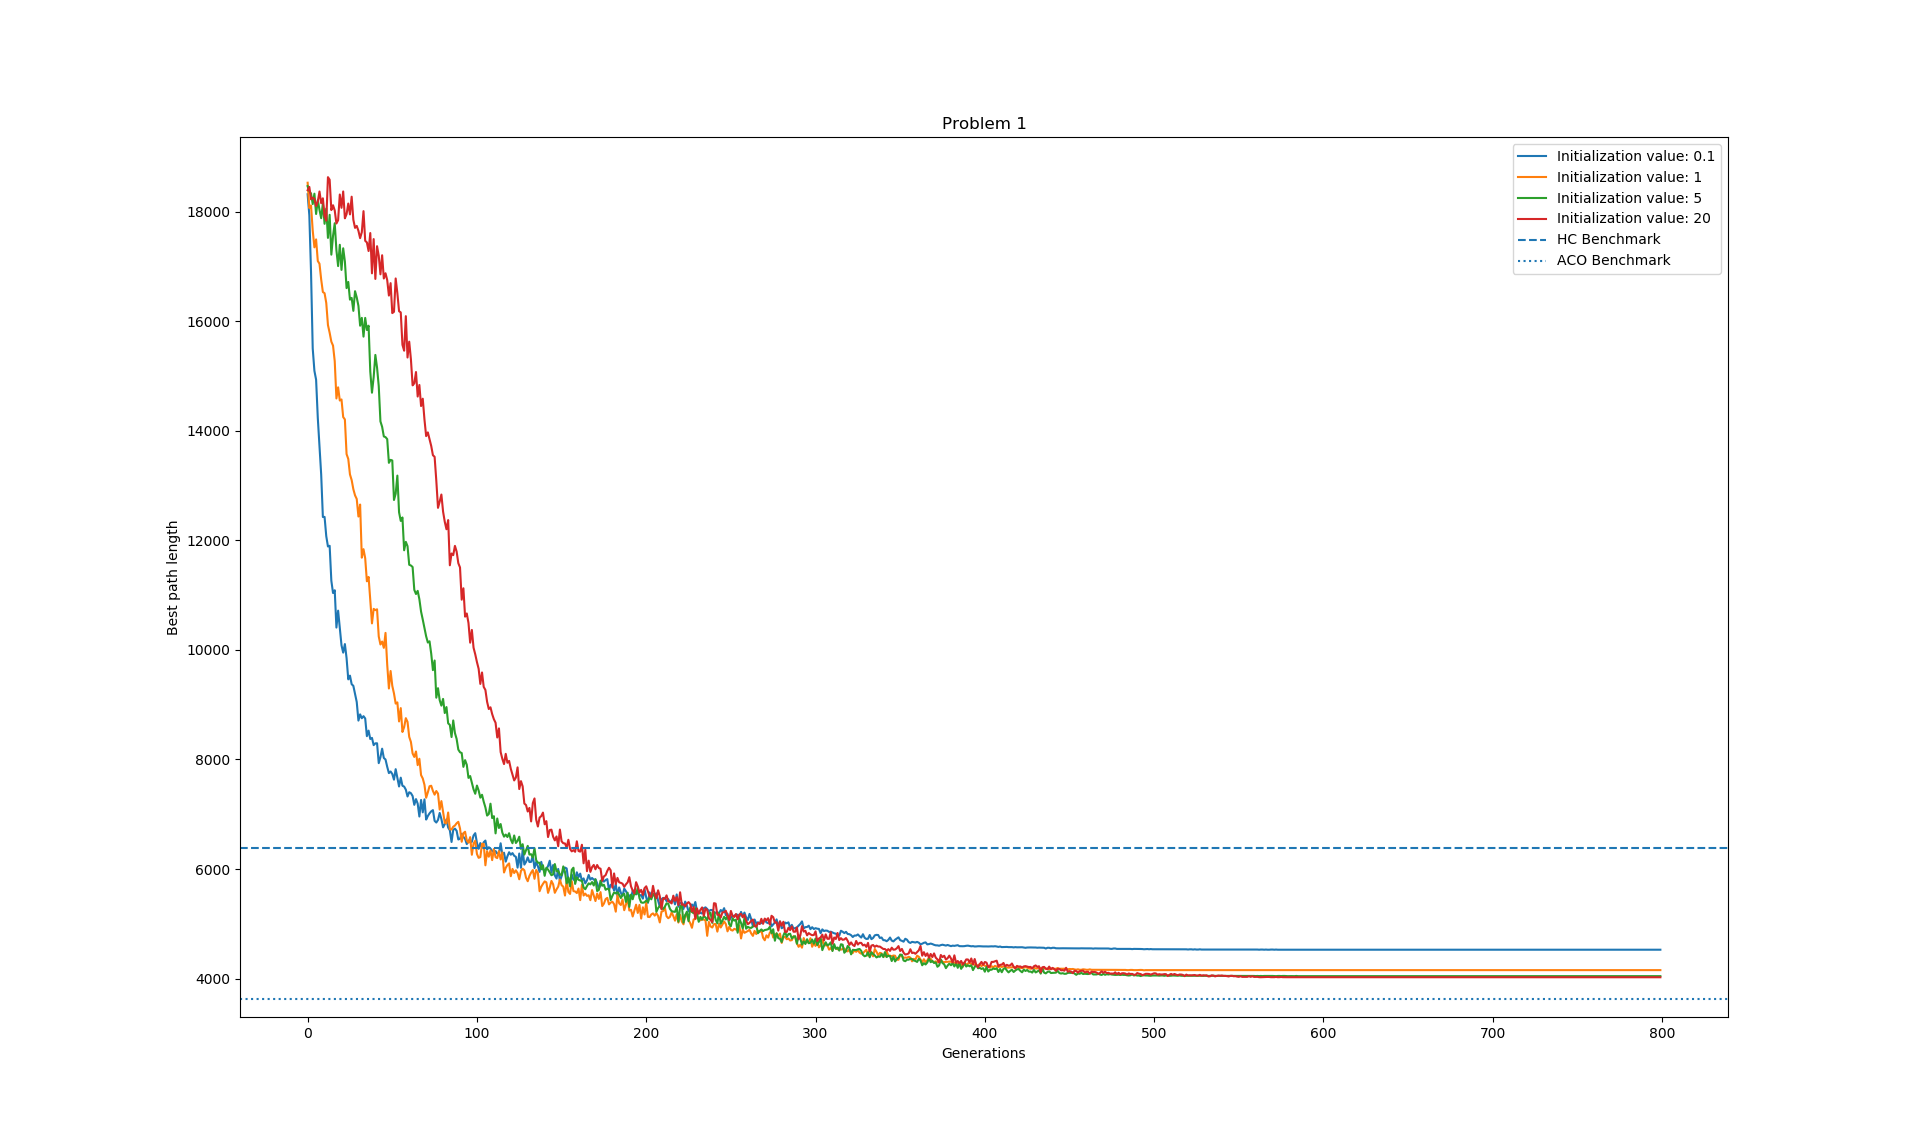 Problem 1
Initialization value: 0.1
Initialization value: 1
Initialization value: 5
Initialization value: 20
HC Benchmark
ACO Benchmark
18000
16000
14000
12000
10000
8000
6000
4000
Best path length
0 100 200 300 400 500 600 700 800
Generations